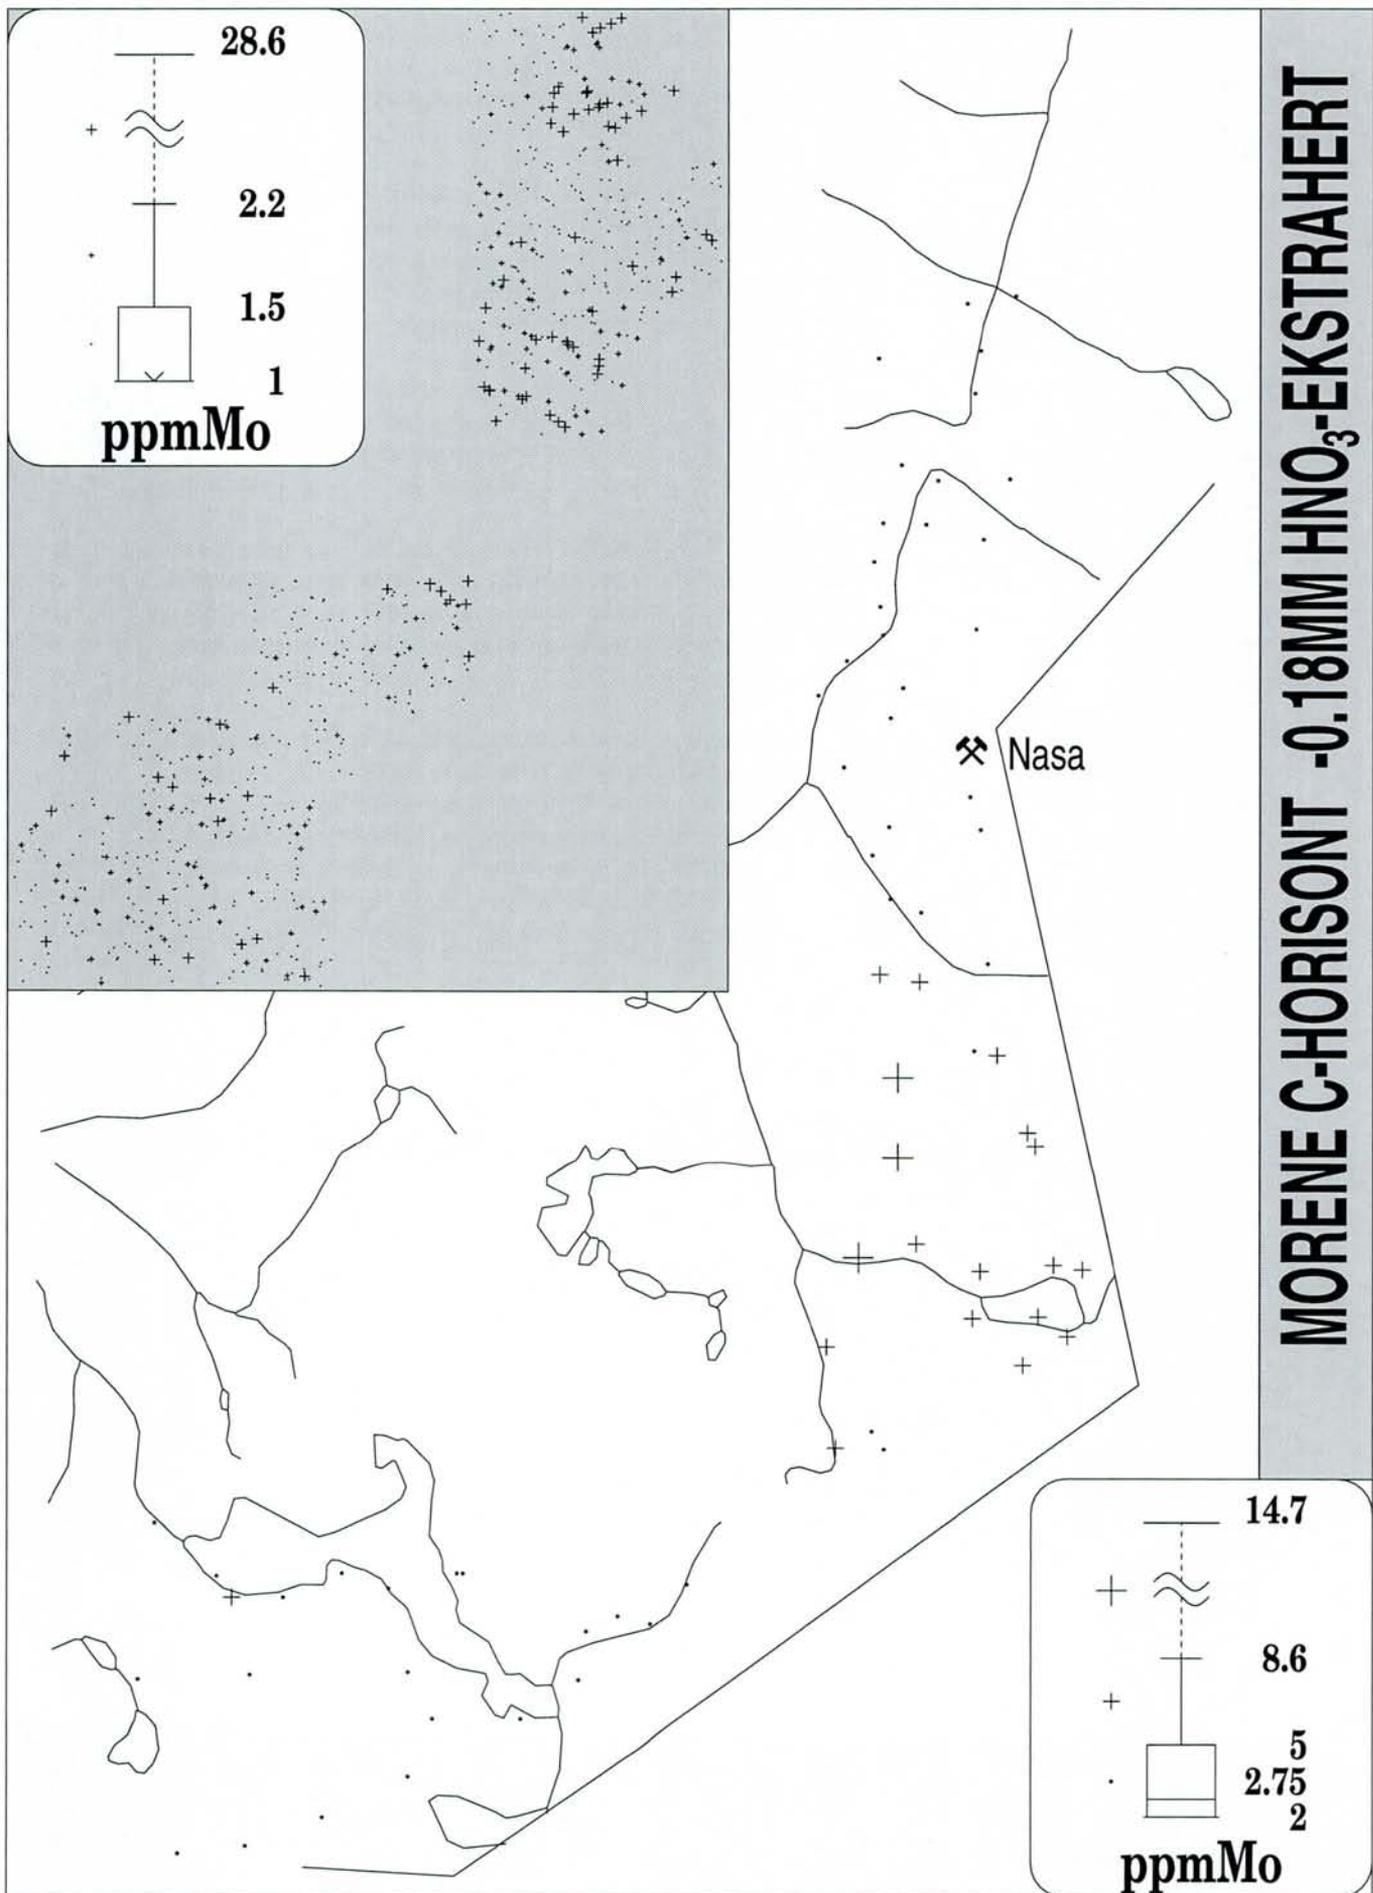 28.6
2.2
1.5
1
ppmMo
MORENE C-HORISONT -0.18MM HNO₃-EKSTRAHERT
Nasa
14.7
8.6
5
2.75
2
ppmMo